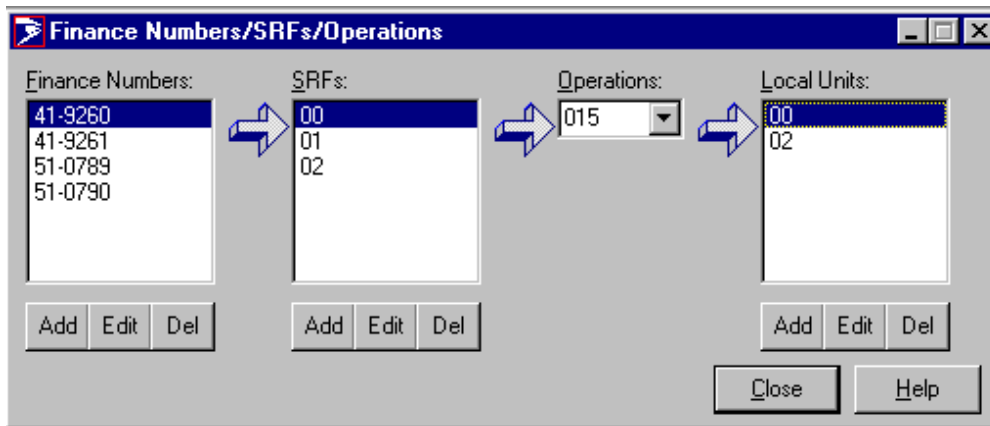 Finance Numbers/SRFs/Operations
Finance Numbers:
41-9260
41-9261
51-0789
51-0790
Add Edit Del
SRFs:
00
01
02
Add Edit Del
Operations:
015
Local Units:
00
02
Add Edit Del
Close Help